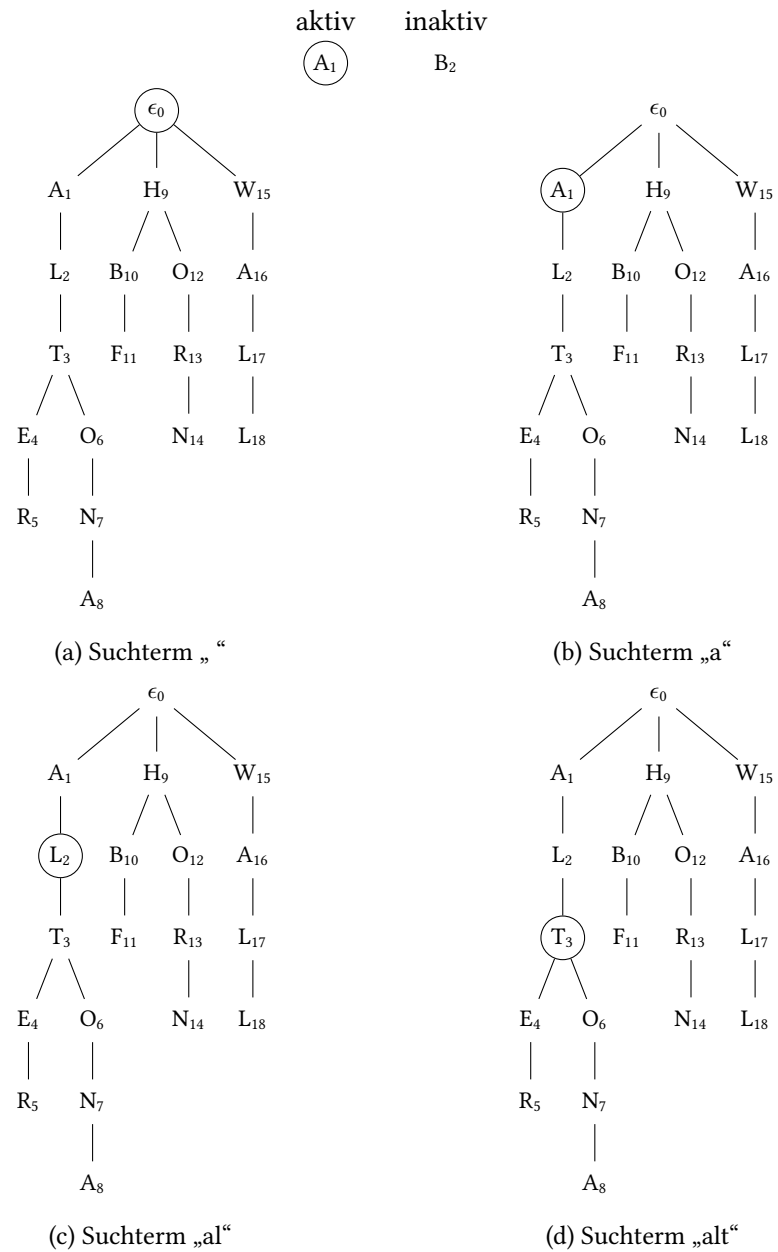 aktiv inaktiv
A₁ B₂
ϵ₀ ϵ₀
A₁ H₉ W₁₅ A₁ H₉ W₁₅
L₂ B₁₀ O₁₂ A₁₆ L₂ B₁₀ O₁₂ A₁₆
T₃ F₁₁ R₁₃ L₁₇ T₃ F₁₁ R₁₃ L₁₇
E₄ O₆ N₁₄ L₁₈ E₄ O₆ N₁₄ L₁₈
R₅ N₇ R₅ N₇
A₈ A₈
(a) Suchterm „ “ (b) Suchterm „a“
ϵ₀ ϵ₀
A₁ H₉ W₁₅ A₁ H₉ W₁₅
L₂ B₁₀ O₁₂ A₁₆ L₂ B₁₀ O₁₂ A₁₆
T₃ F₁₁ R₁₃ L₁₇ T₃ F₁₁ R₁₃ L₁₇
E₄ O₆ N₁₄ L₁₈ E₄ O₆ N₁₄ L₁₈
R₅ N₇ R₅ N₇
A₈ A₈
(c) Suchterm „al“ (d) Suchterm „alt“